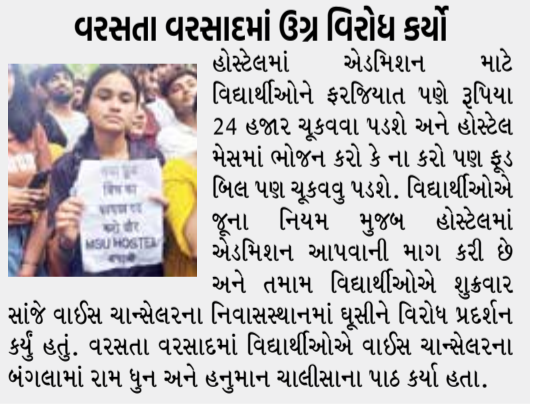 વરસતા વરસાદમાં ઉગ્ર વિરોધ કર્યો
હોસ્ટેલમાં એડમિશન માટે
વિદ્યાર્થીઓને ફરજિયાત પણે રૂપિયા
24 હજાર ચૂકવવા પડશે અને હોસ્ટેલ
મેસમાં ભોજન કરો કે ના કરો પણ ફૂડ
બિલ પણ ચૂકવવુ પડશે. વિદ્યાર્થીઓએ
જૂના નિયમ મુજબ હોસ્ટેલમાં
એડમિશન આપવાની માગ કરી છે
અને તમામ વિદ્યાર્થીઓએ શુક્રવાર
સાંજે વાઈસ ચાન્સેલરના નિવાસસ્થાનમાં ઘૂસીને વિરોધ પ્રદર્શન
કર્યું હતું. વરસતા વરસાદમાં વિદ્યાર્થીઓએ વાઈસ ચાન્સેલરના
બંગલામાં રામ ધુન અને હનુમાન ચાલીસાના પાઠ કર્યા હતા.
MSU HOSTEL